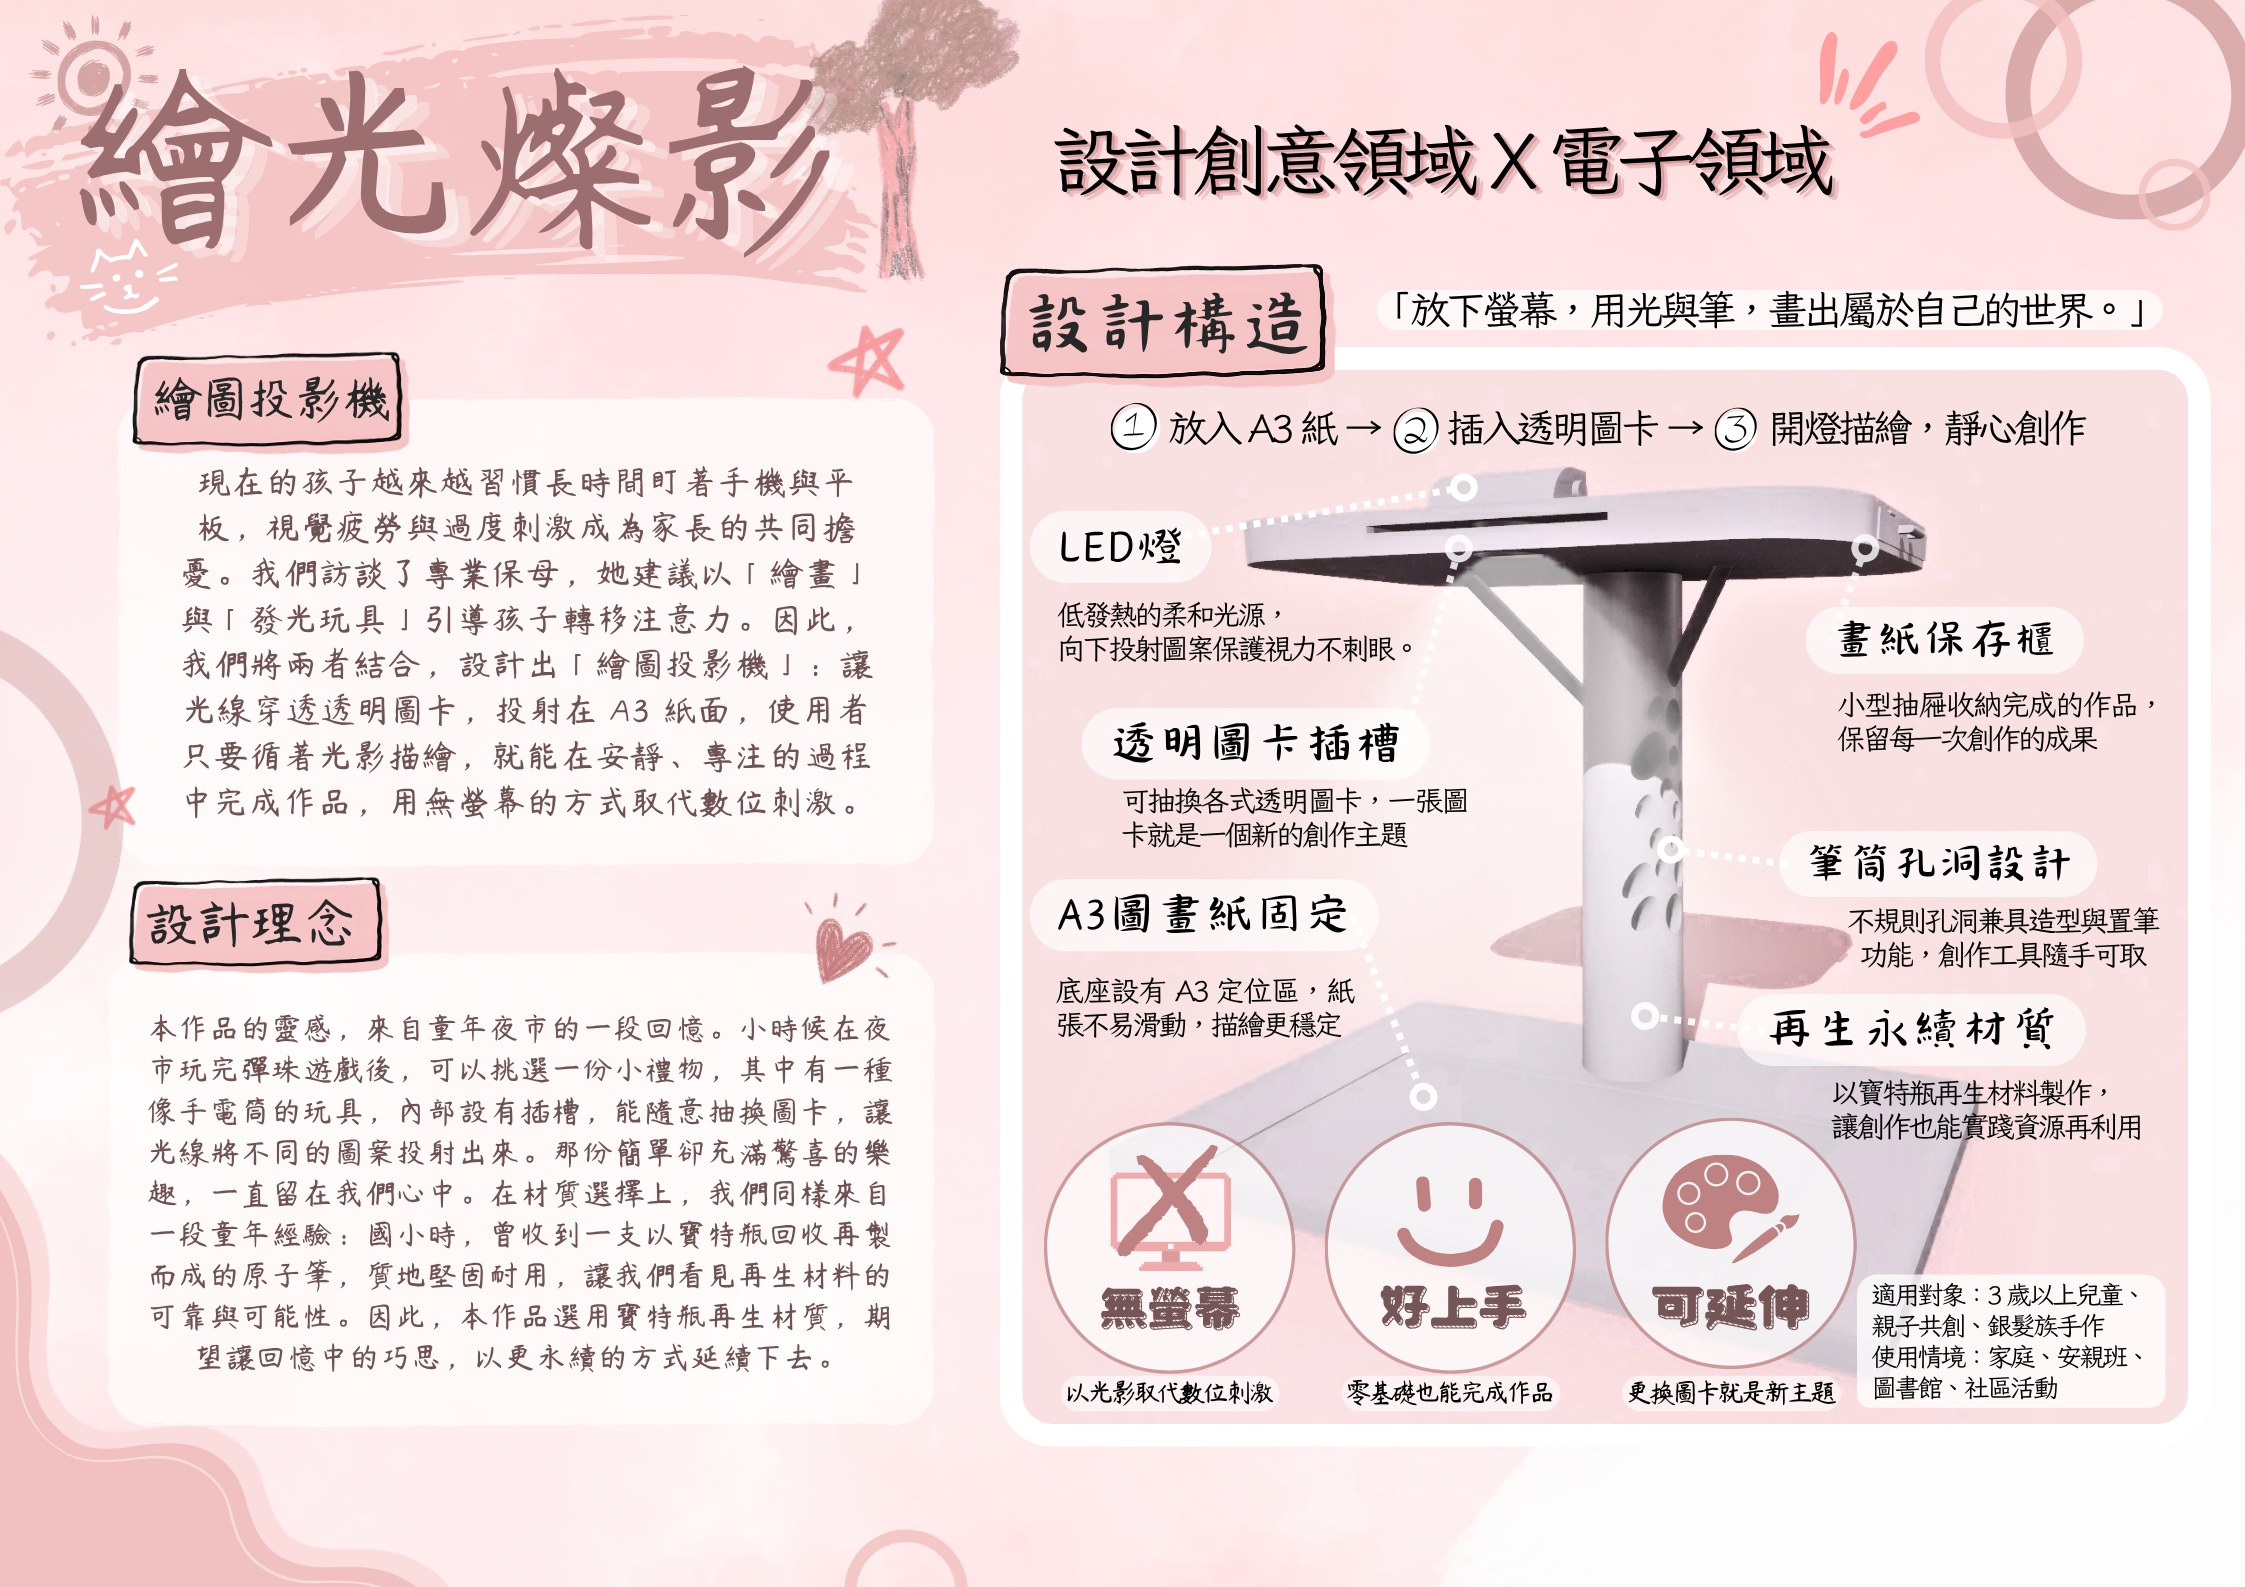 繪光燦影
設計創意領域 X 電子領域
繪圖投影機
現在的孩子越來越習慣長時間盯著手機與平
板，視覺疲勞與過度刺激成為家長的共同擔
憂。我們訪談了專業保母，她建議以「繪畫」
與「發光玩具」引導孩子轉移注意力。因此，
我們將兩者結合，設計出「繪圖投影機」：讓
光線穿透透明圖卡，投射在 A3 紙面，使用者
只要循著光影描繪，就能在安靜、專注的過程
中完成作品，用無螢幕的方式取代數位刺激。
設計理念
本作品的靈感，來自童年夜市的一段回憶。小時候在夜
市玩完彈珠遊戲後，可以挑選一份小禮物，其中有一種
像手電筒的玩具，內部設有插槽，能隨意抽換圖卡，讓
光線將不同的圖案投射出來。那份簡單卻充滿驚喜的樂
趣，一直留在我們心中。在材質選擇上，我們同樣來自
一段童年經驗：國小時，曾收到一支以寶特瓶回收再製
而成的原子筆，質地堅固耐用，讓我們看見再生材料的
可靠與可能性。因此，本作品選用寶特瓶再生材質，期
望讓回憶中的巧思，以更永續的方式延續下去。
設計構造
「放下螢幕，用光與筆，畫出屬於自己的世界。」
1 放入 A3 紙 → 2 插入透明圖卡 → 3 開燈描繪，靜心創作
LED燈
低發熱的柔和光源，
向下投射圖案保護視力不刺眼。
透明圖卡插槽
可抽換各式透明圖卡，一張圖
卡就是一個新的創作主題
A3圖畫紙固定
底座設有 A3 定位區，紙
張不易滑動，描繪更穩定
畫紙保存櫃
小型抽屜收納完成的作品，
保留每一次創作的成果
筆筒孔洞設計
不規則孔洞兼具造型與置筆
功能，創作工具隨手可取
再生永續材質
以寶特瓶再生材料製作，
讓創作也能實踐資源再利用
無螢幕
以光影取代數位刺激
好上手
零基礎也能完成作品
可延伸
更換圖卡就是新主題
適用對象：3 歲以上兒童、
親子共創、銀髮族手作
使用情境：家庭、安親班、
圖書館、社區活動